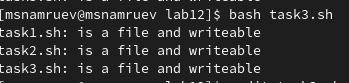 [msnamruev@msnamruev lab12]$ bash task3.sh
task1.sh: is a file and writeable
task2.sh: is a file and writeable
task3.sh: is a file and writeable